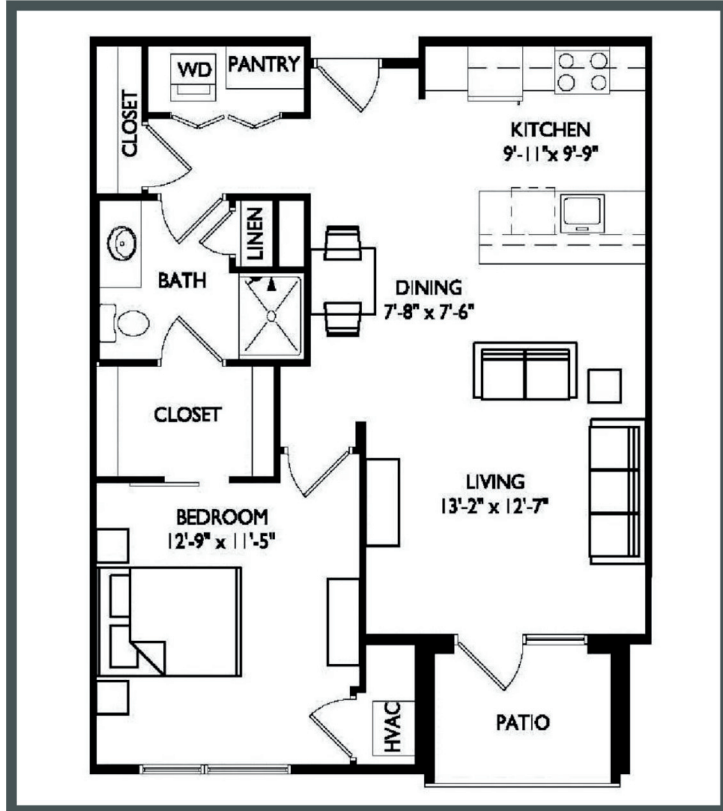 WD
PANTRY
CLOSET
KITCHEN
9'-11"x 9'-9"
LINEN
BATH
DINING
7'-8" x 7'-6"
CLOSET
LIVING
13'-2" x 12'-7"
BEDROOM
12'-9" x 11'-5"
HVAC
PATIO